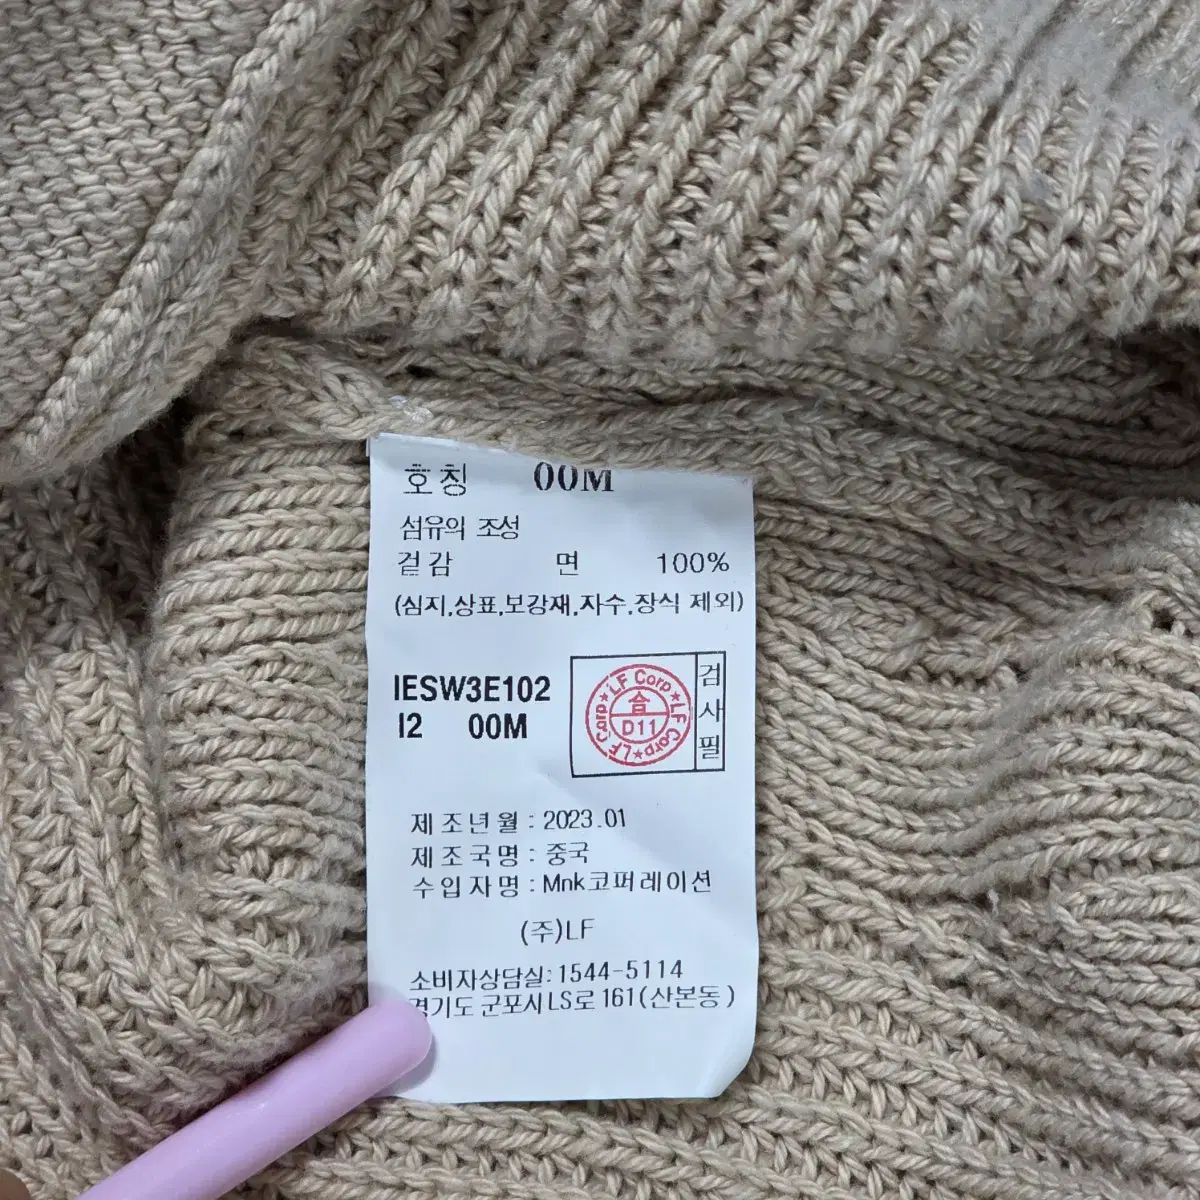 호칭 00M
섬유의 조성
겉감 면 100%
(심지,상표,보강재,자수,장식 제외)
IESW3E102
I2 00M
LF Corp★LF Corp★LF Corp★
合
D11
검사필
제조년월 : 2023.01
제조국명 : 중국
수입자명 : Mnk코퍼레이션
(주)LF
소비자상담실: 1544-5114
경기도 군포시 LS로 161(산본동)